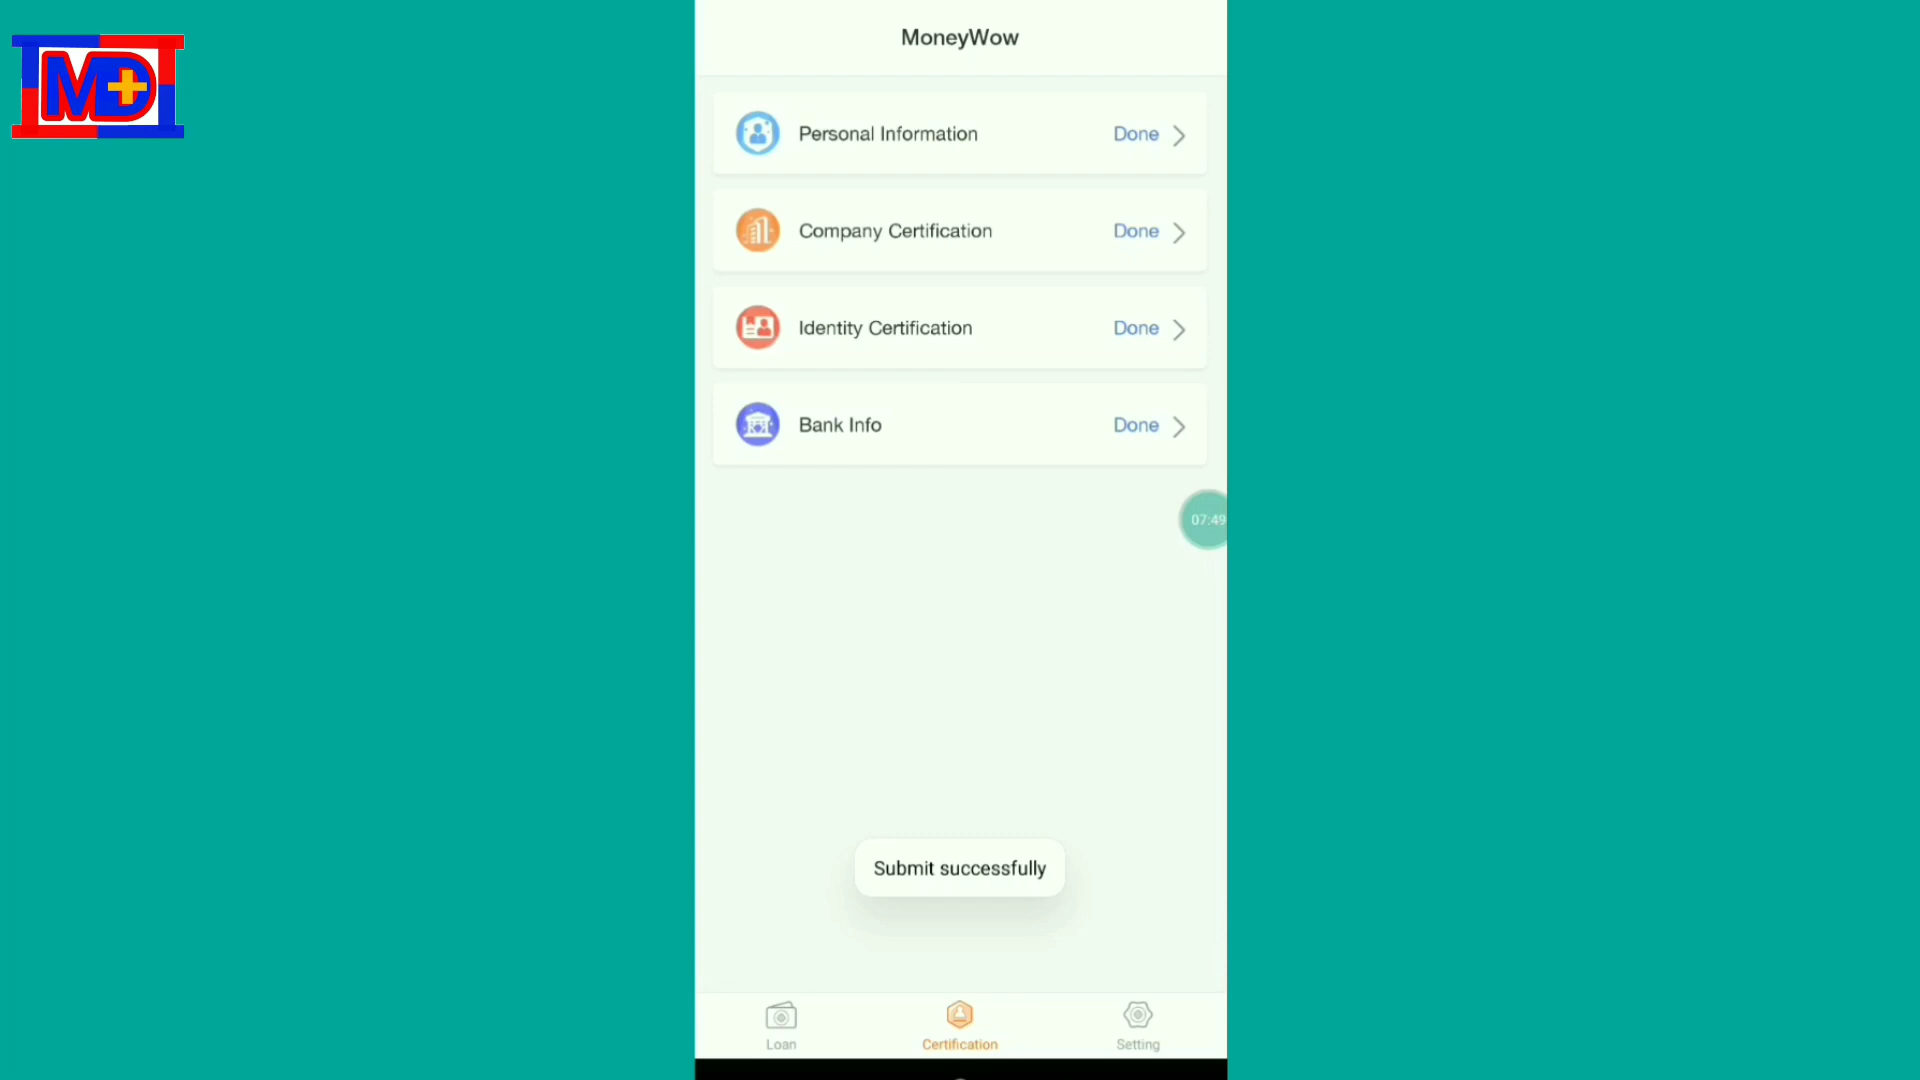 MD+
MoneyWow
Personal Information Done
Company Certification Done
Identity Certification Done
Bank Info Done
07:49
Submit successfully
Loan Certification Setting